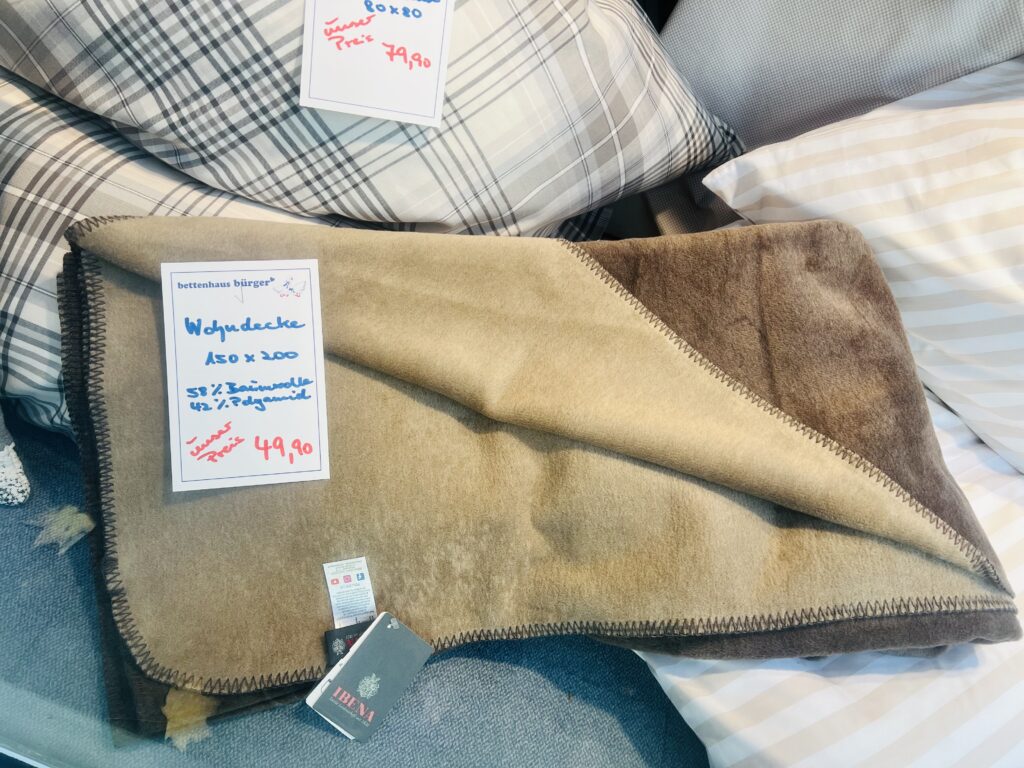 80x80
unser
Preis
79,90
bettenhaus bürger
Wohndecke
150 x 200
58% Baumwolle
42% Polyamid
unser
Preis
49,90
IBENA